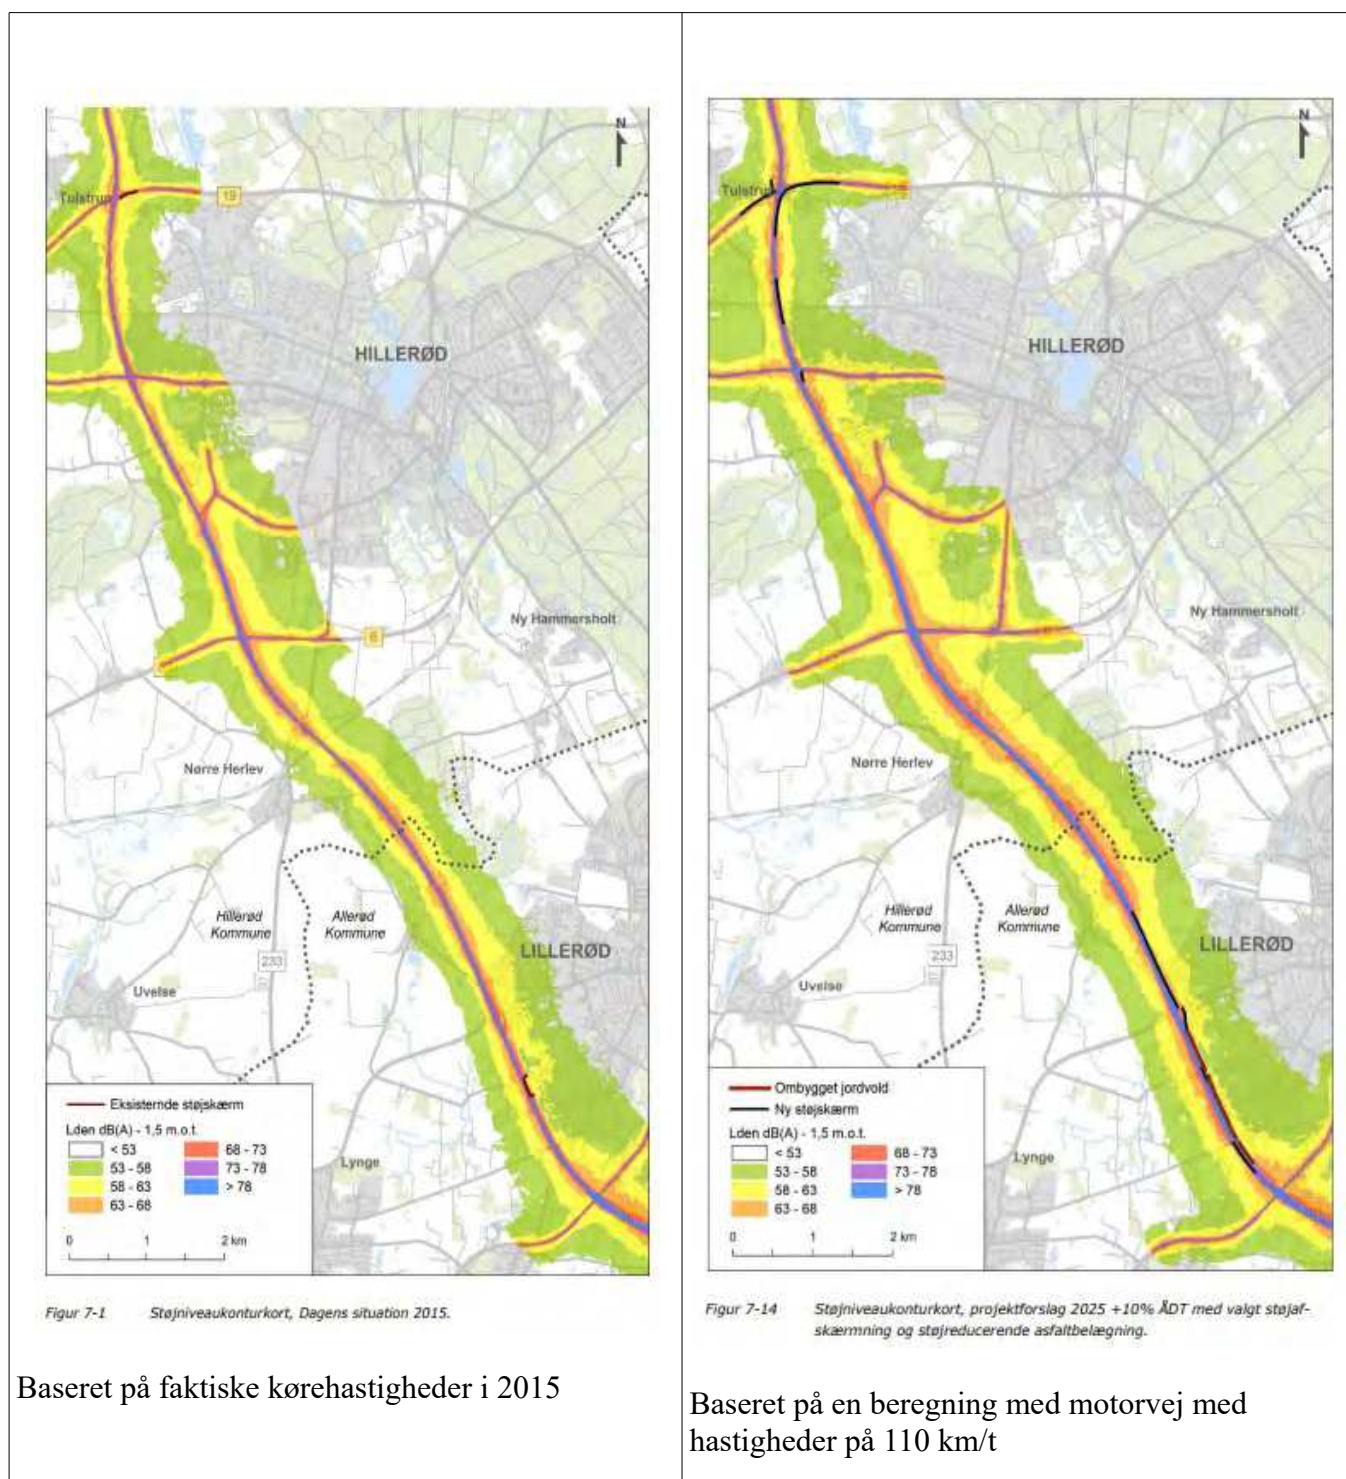 N
Tulstrup
19
HILLERØD
6
Ny Hammersholt
Nørre Herlev
Hillerød
Kommune
Allerød
Kommune
233
LILLERØD
Uvelse
Lynge
Eksisternde støjskærm
Lden dB(A) - 1,5 m.o.t.
< 53
53 - 58
58 - 63
63 - 68
68 - 73
73 - 78
> 78
0 1 2 km
Figur 7-1 Støjniveaukonturkort, Dagens situation 2015.
Baseret på faktiske kørehastigheder i 2015
N
Tulstrup
19
HILLERØD
Ny Hammersholt
Nørre Herlev
Hillerød
Kommune
Allerød
Kommune
233
LILLERØD
Uvelse
Lynge
Ombygget jordvold
Ny støjskærm
Lden dB(A) - 1,5 m.o.t.
< 53
53 - 58
58 - 63
63 - 68
68 - 73
73 - 78
> 78
0 1 2 km
Figur 7-14 Støjniveaukonturkort, projektforslag 2025 +10% ÅDT med valgt støjaf-
skærmning og støjreducerende asfaltbelægning.
Baseret på en beregning med motorvej med
hastigheder på 110 km/t